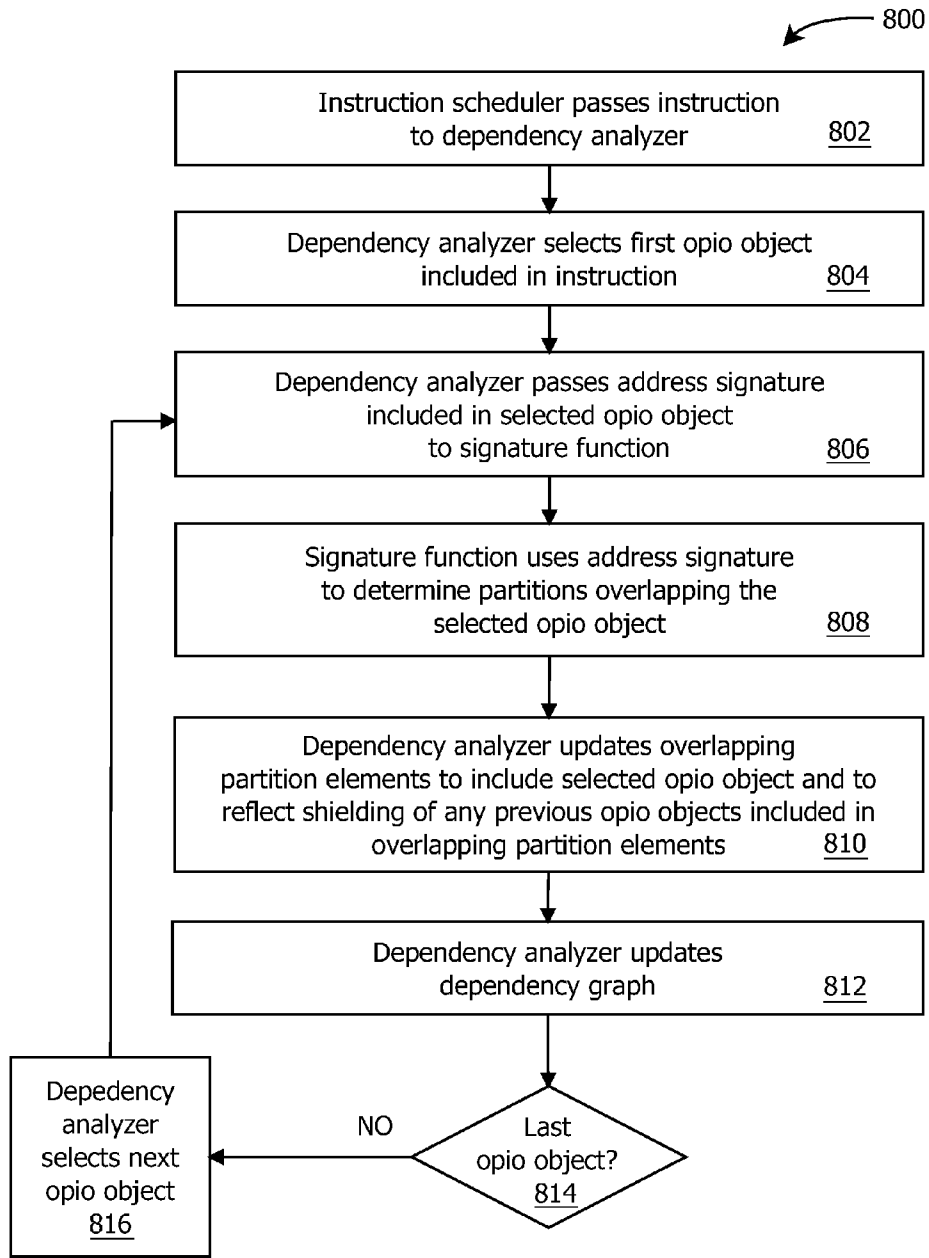 800
Instruction scheduler passes instruction
to dependency analyzer
802
Dependency analyzer selects first opio object
included in instruction
804
Dependency analyzer passes address signature
included in selected opio object
to signature function
806
Signature function uses address signature
to determine partitions overlapping the
selected opio object
808
Dependency analyzer updates overlapping
partition elements to include selected opio object and to
reflect shielding of any previous opio objects included in
overlapping partition elements
810
Dependency analyzer updates
dependency graph
812
Last
opio object?
814
NO
Depedency
analyzer
selects next
opio object
816